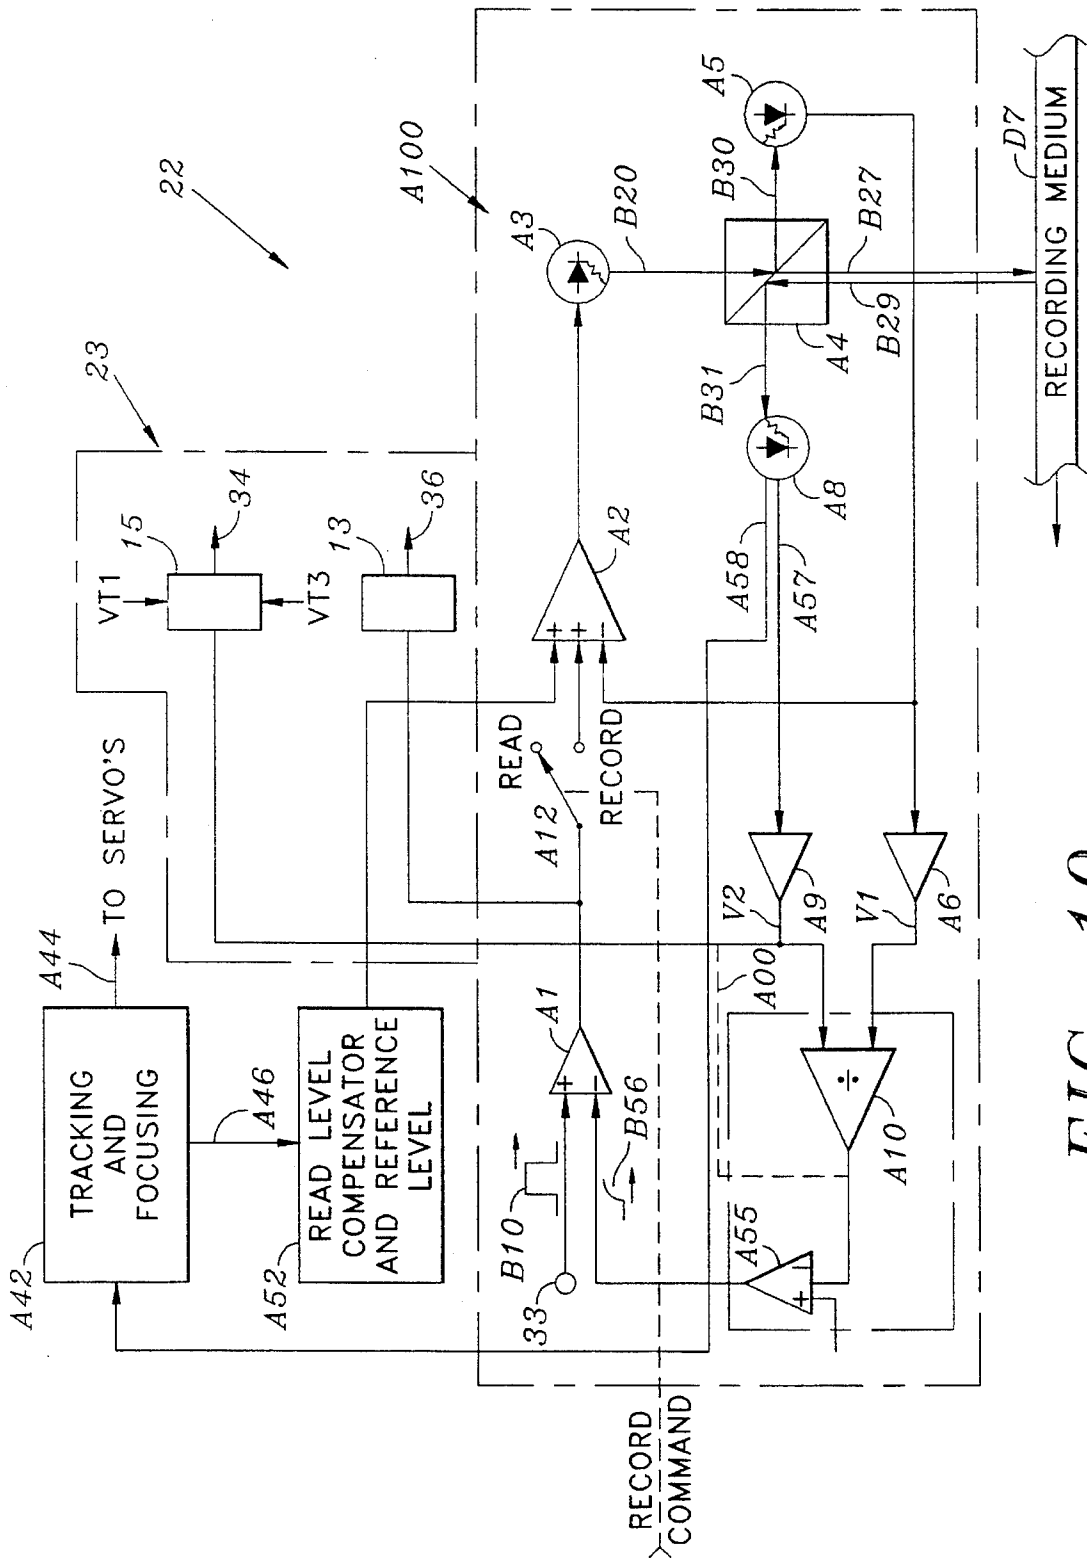 22
23
A100
A44
TO SERVO'S
VT1
15
34
VT3
13
36
A42
TRACKING
AND
FOCUSING
A46
A52
READ LEVEL
COMPENSATOR
AND REFERENCE
LEVEL
A3
B20
A2
+
+
−
READ
RECORD
A12
A1
+
−
B10
33
B56
RECORD
COMMAND
A5
B30
A4
B31
B27
B29
A8
A58
A57
V2
A9
V1
A6
A00
÷
A10
A55
+
−
D7
RECORDING MEDIUM